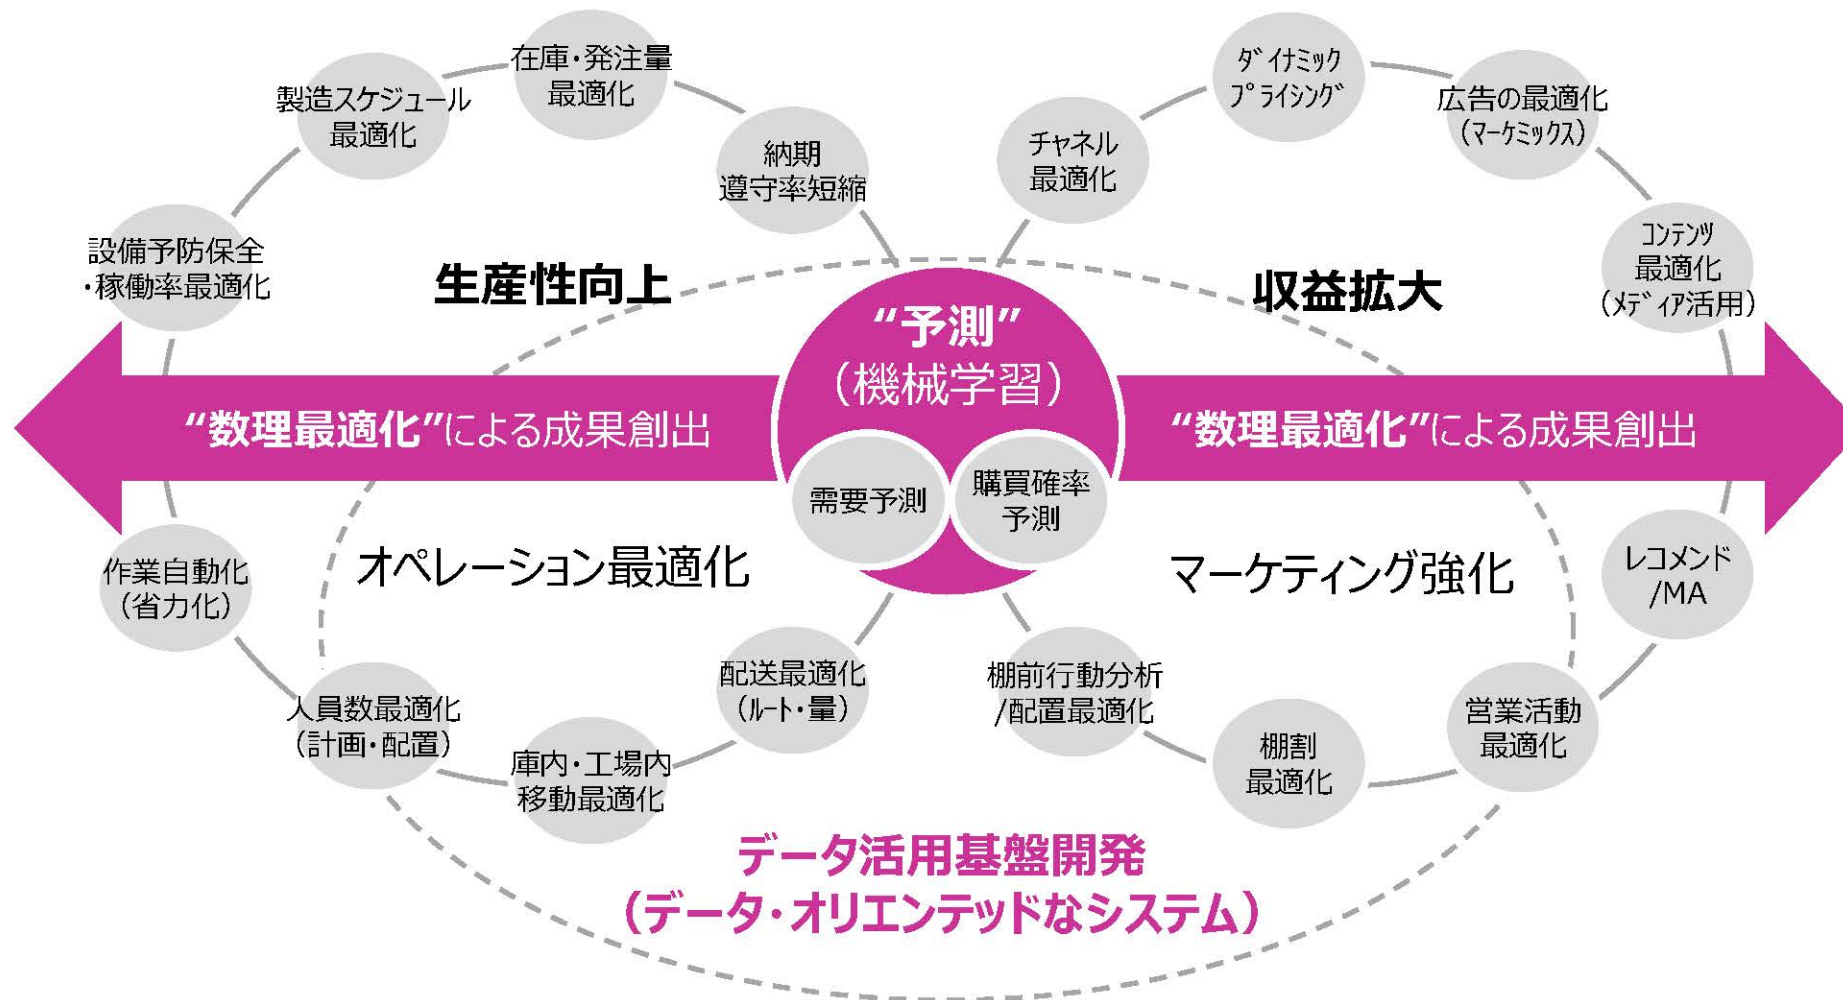 在庫・発注量
最適化
製造スケジュール
最適化
納期
遵守率短縮
設備予防保全
・稼働率最適化
生産性向上
ダイナミック
プライシング
広告の最適化
(マーケミックス)
チャネル
最適化
コンテンツ
最適化
(メディア活用)
収益拡大
“予測”
(機械学習)
“数理最適化”による成果創出
“数理最適化”による成果創出
需要予測
購買確率
予測
オペレーション最適化
マーケティング強化
作業自動化
(省力化)
レコメンド
/MA
人員数最適化
(計画・配置)
配送最適化
(ルート・量)
庫内・工場内
移動最適化
棚前行動分析
/配置最適化
営業活動
最適化
棚割
最適化
データ活用基盤開発
(データ・オリエンテッドなシステム)